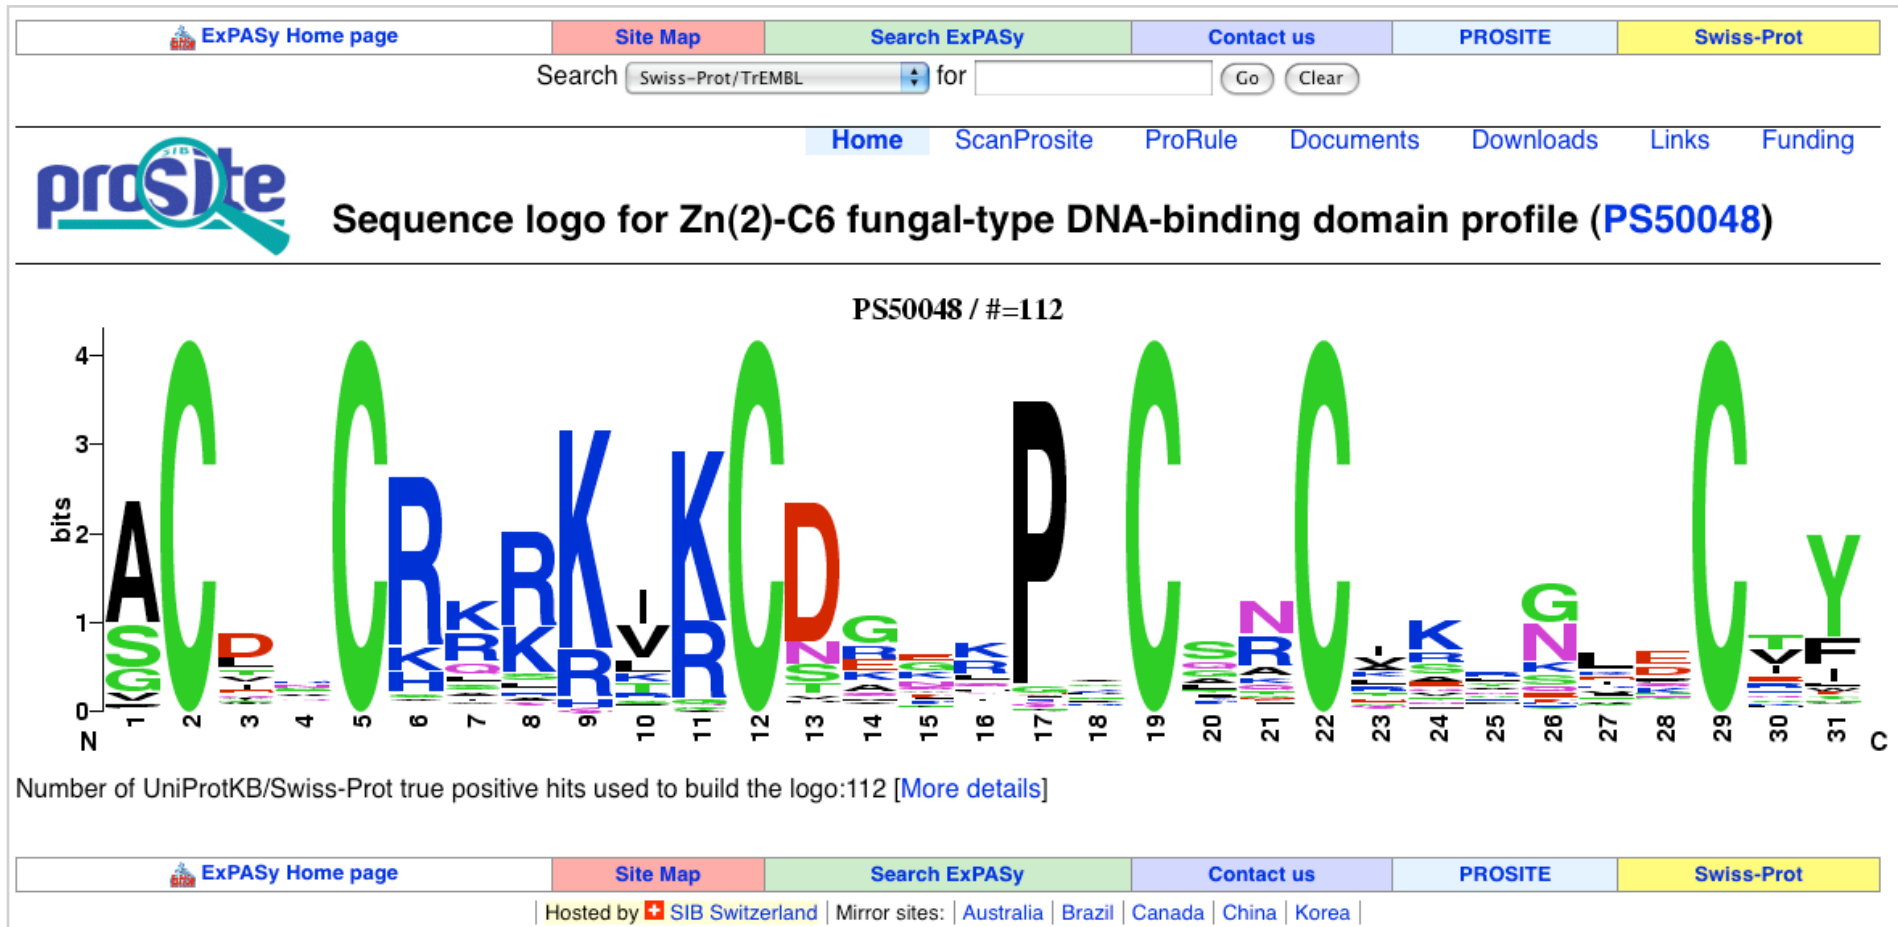 ExPASy Home page Site Map Search ExPASy Contact us PROSITE Swiss-Prot
Search Swiss-Prot/TrEMBL for Go Clear
Home ScanProsite ProRule Documents Downloads Links Funding
prosite
SIB
Sequence logo for Zn(2)-C6 fungal-type DNA-binding domain profile (PS50048)
PS50048 / #=112
bits
4
3
2
1
0
A C D C R K R K I K C D G K P C S N C K G L E C T Y
S K R K V R N R R R N V F
G H Q S
N 1 2 3 4 5 6 7 8 9 10 11 12 13 14 15 16 17 18 19 20 21 22 23 24 25 26 27 28 29 30 31 C
Number of UniProtKB/Swiss-Prot true positive hits used to build the logo:112 [More details]
ExPASy Home page Site Map Search ExPASy Contact us PROSITE Swiss-Prot
Hosted by SIB Switzerland | Mirror sites: | Australia | Brazil | Canada | China | Korea |